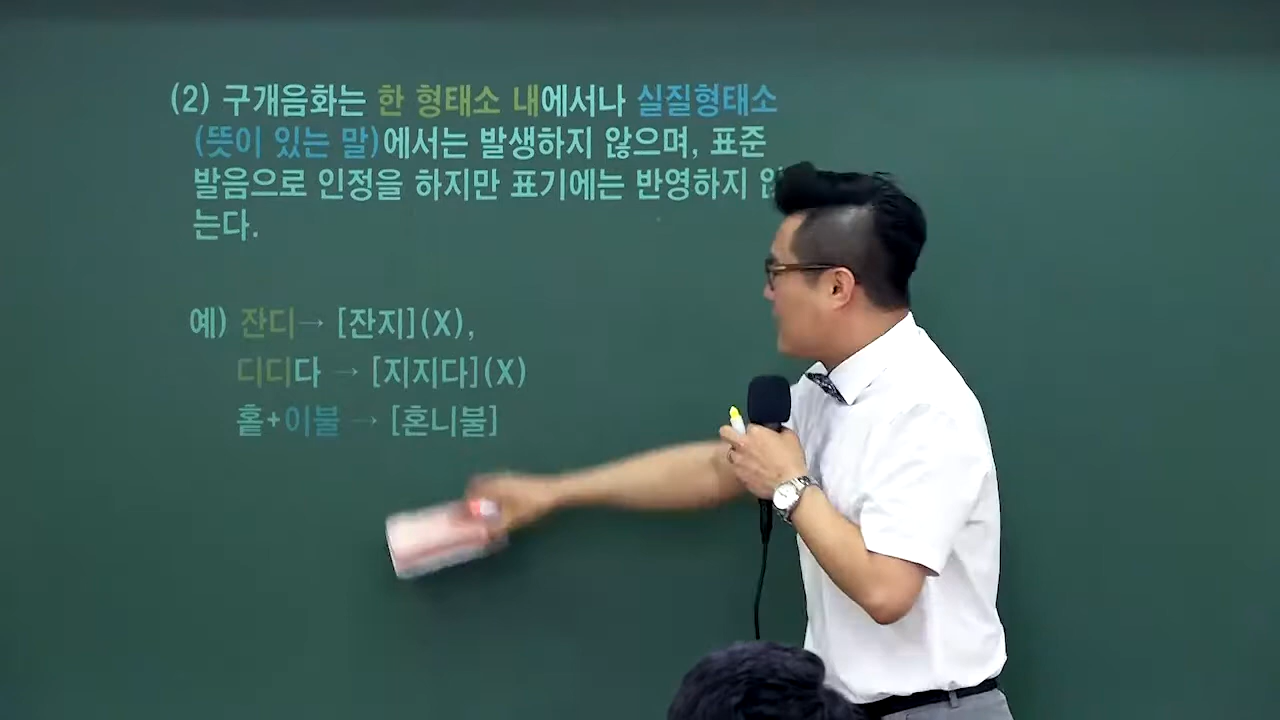 (2) 구개음화는 한 형태소 내에서나 실질형태소
(뜻이 있는 말)에서는 발생하지 않으며, 표준
발음으로 인정을 하지만 표기에는 반영하지
는다.
예) 잔디→ [잔지](X),
디디다 → [지지다](X)
홑+이불 → [혼니불]